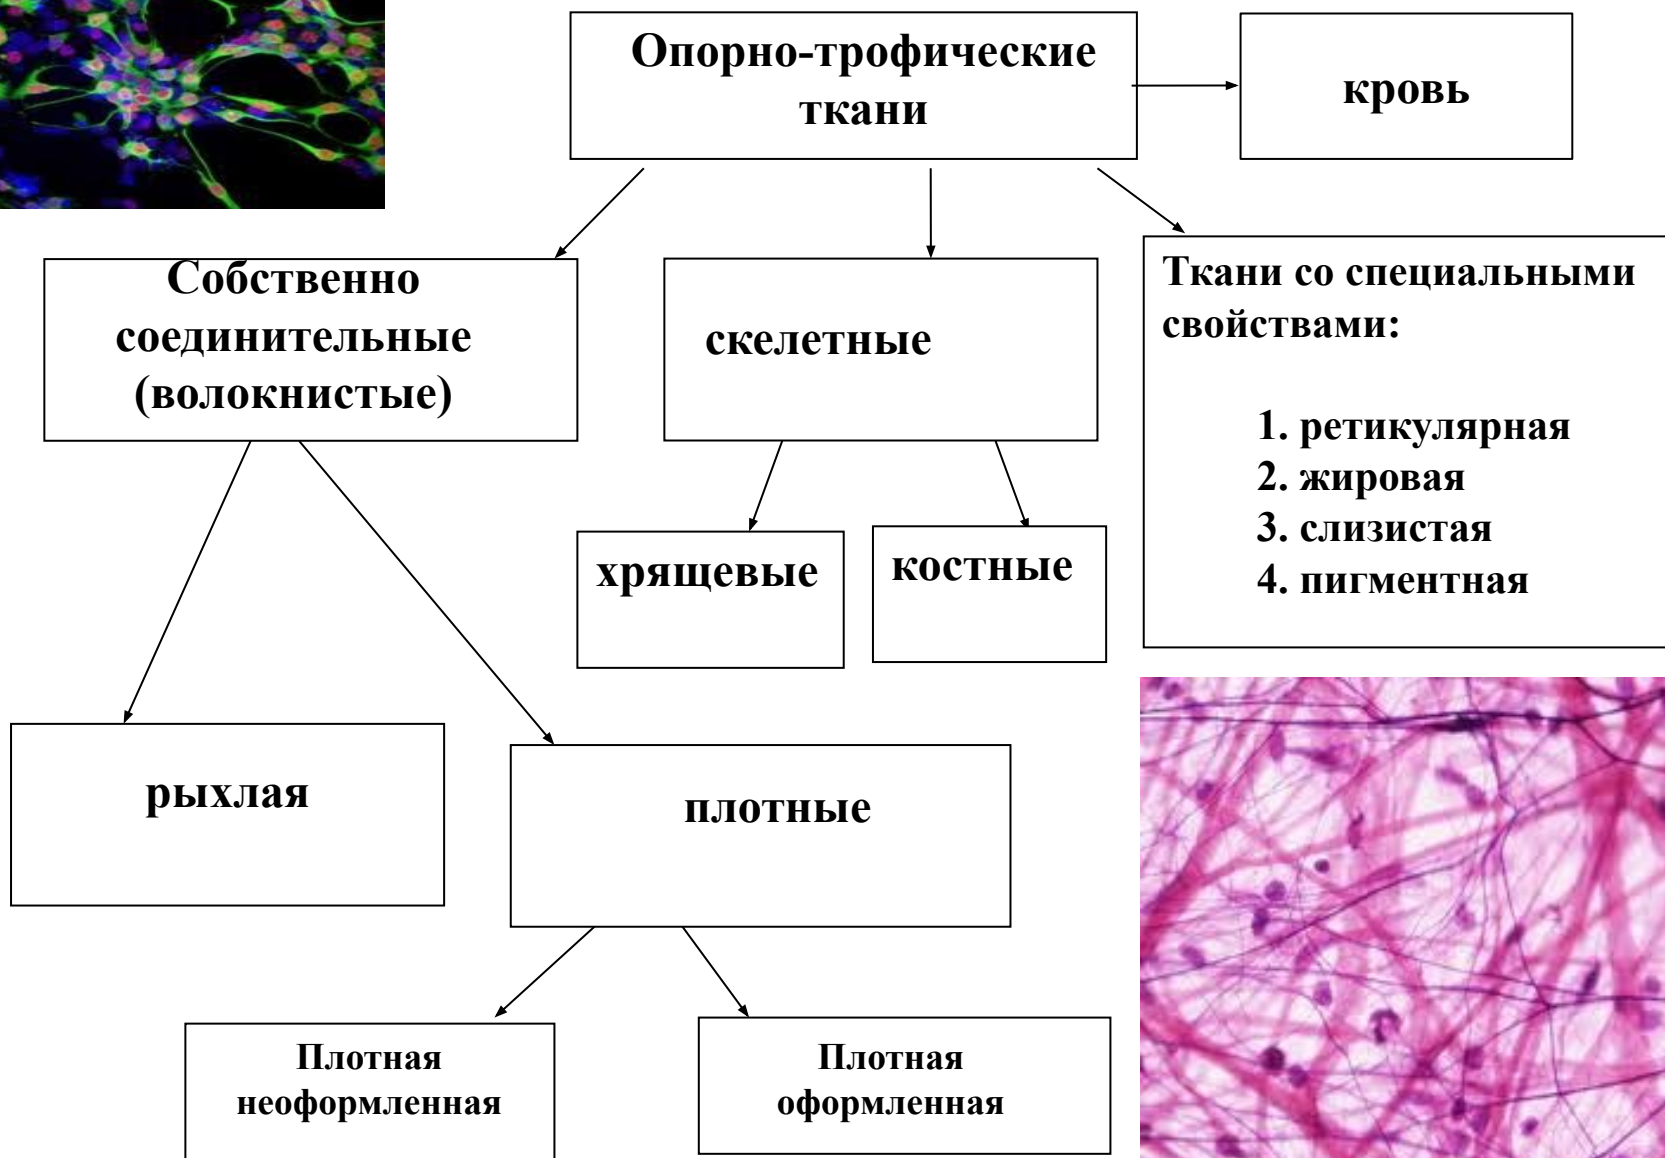 Опорно-трофические
ткани
кровь
Собственно
соединительные
(волокнистые)
скелетные
Ткани со специальными
свойствами:
1. ретикулярная
2. жировая
3. слизистая
4. пигментная
хрящевые
костные
рыхлая
плотные
Плотная
неоформленная
Плотная
оформленная